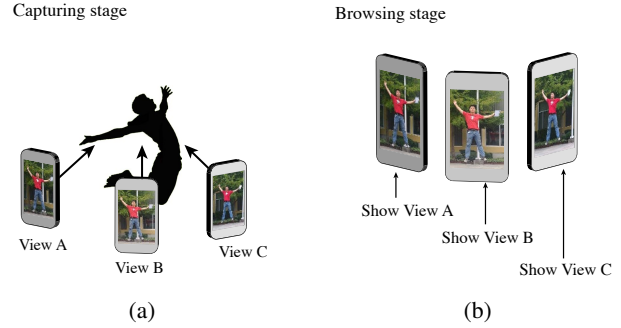 Capturing stage
Browsing stage
View A
View B
View C
Show View A
Show View B
Show View C
(a)
(b)